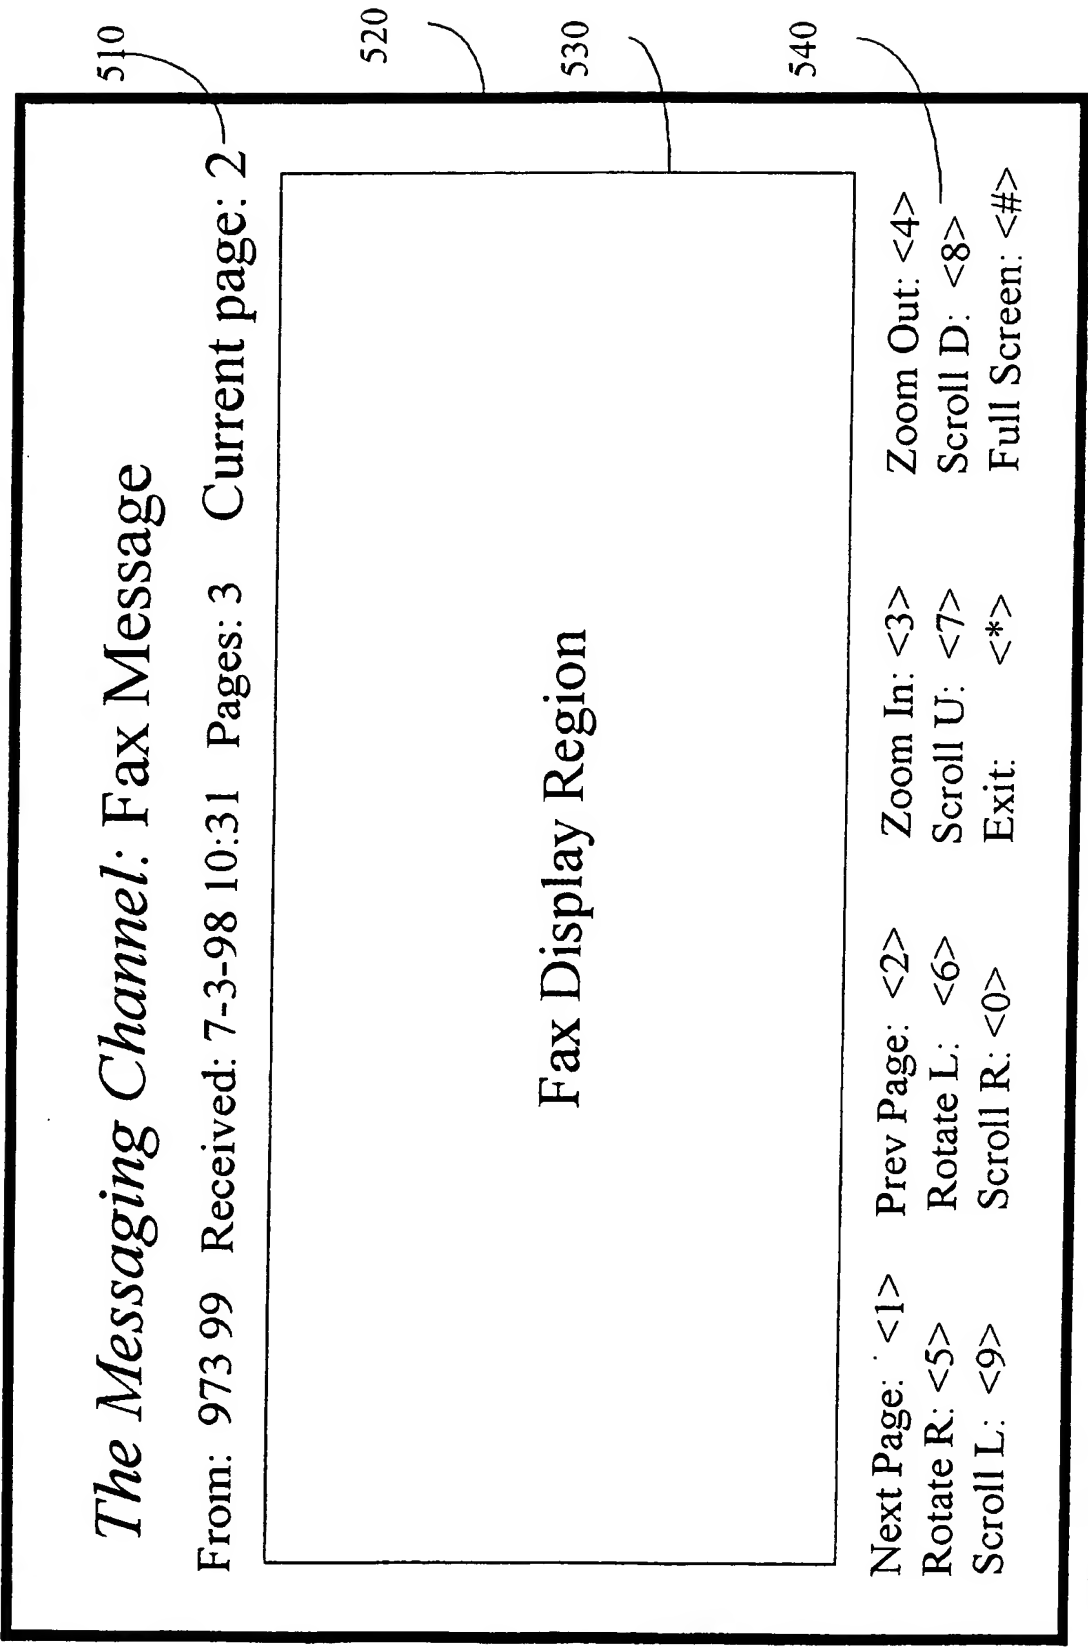 The Messaging Channel: Fax Message
From: 973 99 Received: 7-3-98 10:31 Pages: 3 Current page: 2
Fax Display Region
Next Page: <1> Prev Page: <2> Zoom In: <3> Zoom Out: <4>
Rotate R: <5> Rotate L: <6> Scroll U: <7> Scroll D: <8>
Scroll L: <9> Scroll R: <0> Exit: <*> Full Screen: <#>
510
520
530
540